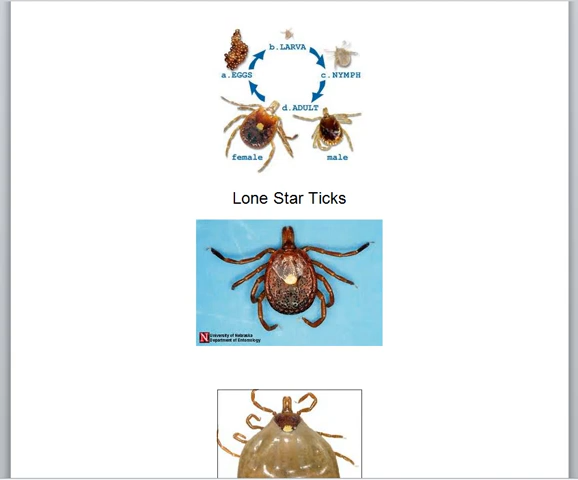 b.LARVA
a.EGGS
c.NYMPH
d.ADULT
female
male
Lone Star Ticks
N
University of Nebraska
Department of Entomology